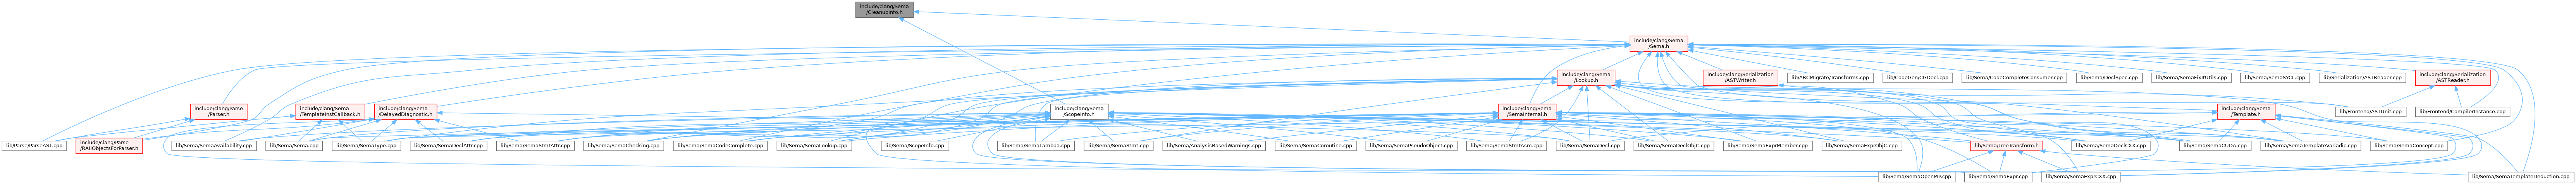 include/clang/Sema
/CleanupInfo.h
include/clang/Sema
/Sema.h
include/clang/Sema
/Lookup.h
include/clang/Serialization
/ASTWriter.h
lib/ARCMigrate/Transforms.cpp
lib/CodeGen/CGDecl.cpp
lib/Sema/CodeCompleteConsumer.cpp
lib/Sema/DeclSpec.cpp
lib/Sema/SemaFixItUtils.cpp
lib/Sema/SemaSYCL.cpp
lib/Serialization/ASTReader.cpp
include/clang/Serialization
/ASTReader.h
include/clang/Parse
/Parser.h
include/clang/Sema
/TemplateInstCallback.h
include/clang/Sema
/DelayedDiagnostic.h
include/clang/Sema
/ScopeInfo.h
include/clang/Sema
/SemaInternal.h
include/clang/Sema
/Template.h
lib/Frontend/ASTUnit.cpp
lib/Frontend/CompilerInstance.cpp
lib/Parse/ParseAST.cpp
include/clang/Parse
/RAIIObjectsForParser.h
lib/Sema/SemaAvailability.cpp
lib/Sema/Sema.cpp
lib/Sema/SemaType.cpp
lib/Sema/SemaDeclAttr.cpp
lib/Sema/SemaStmtAttr.cpp
lib/Sema/SemaChecking.cpp
lib/Sema/SemaCodeComplete.cpp
lib/Sema/SemaLookup.cpp
lib/Sema/ScopeInfo.cpp
lib/Sema/SemaLambda.cpp
lib/Sema/SemaStmt.cpp
lib/Sema/AnalysisBasedWarnings.cpp
lib/Sema/SemaCoroutine.cpp
lib/Sema/SemaPseudoObject.cpp
lib/Sema/SemaStmtAsm.cpp
lib/Sema/SemaDecl.cpp
lib/Sema/SemaDeclObjC.cpp
lib/Sema/SemaExprMember.cpp
lib/Sema/SemaExprObjC.cpp
lib/Sema/TreeTransform.h
lib/Sema/SemaDeclCXX.cpp
lib/Sema/SemaCUDA.cpp
lib/Sema/SemaTemplateVariadic.cpp
lib/Sema/SemaConcept.cpp
lib/Sema/SemaOpenMP.cpp
lib/Sema/SemaExpr.cpp
lib/Sema/SemaExprCXX.cpp
lib/Sema/SemaTemplateDeduction.cpp